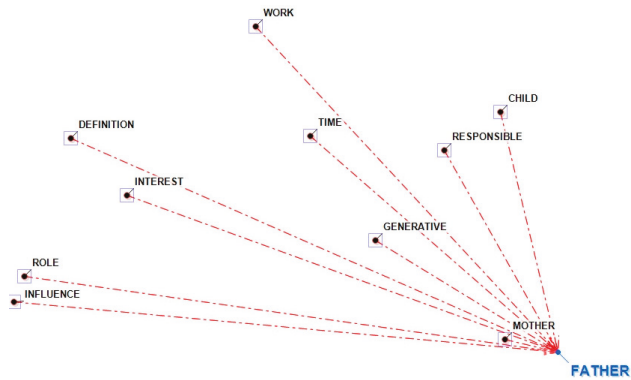 WORK
CHILD
DEFINITION
TIME
RESPONSIBLE
INTEREST
GENERATIVE
ROLE
INFLUENCE
MOTHER
FATHER